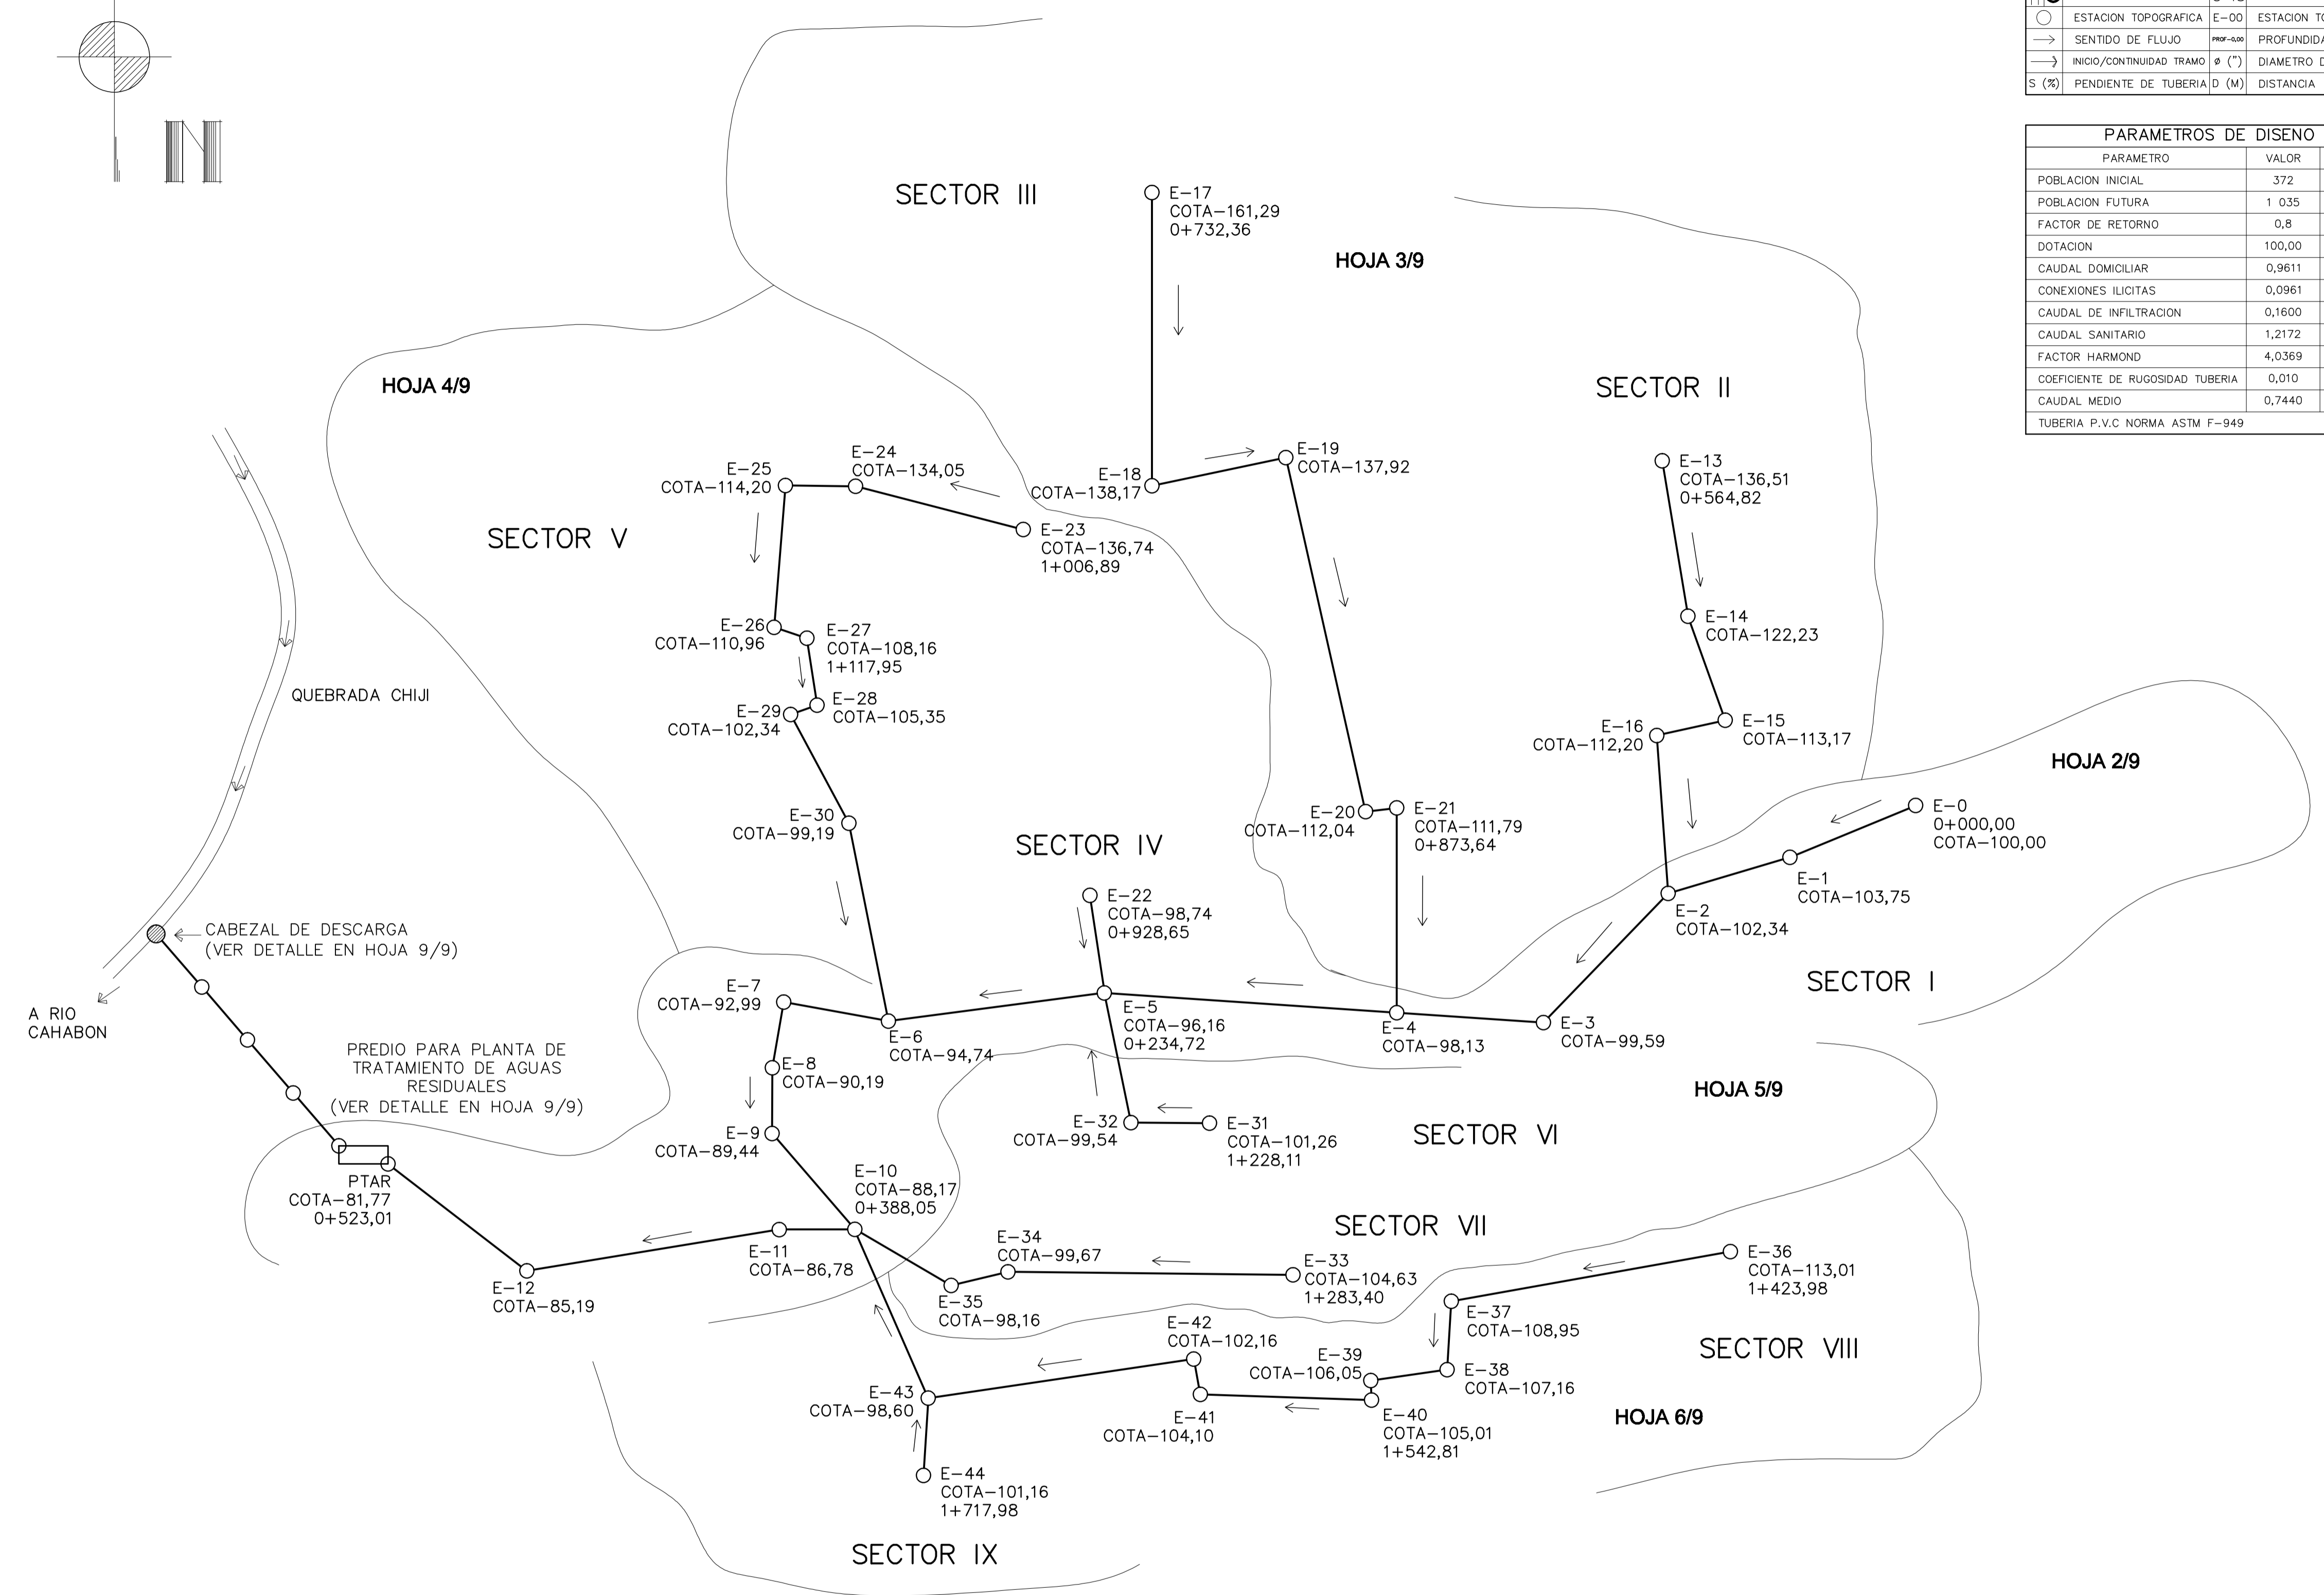 N
ESTACION TOPOGRAFICA E-00
SENTIDO DE FLUJO PROF-0,00
INICIO/CONTINUIDAD TRAMO Ø (") DIAMETRO
S (%) PENDIENTE DE TUBERIA D (M) DISTANCIA
PARAMETROS DE DISENO
PARAMETRO VALOR
POBLACION INICIAL 372
POBLACION FUTURA 1 035
FACTOR DE RETORNO 0,8
DOTACION 100,00
CAUDAL DOMICILIAR 0,9611
CONEXIONES ILICITAS 0,0961
CAUDAL DE INFILTRACION 0,1600
CAUDAL SANITARIO 1,2172
FACTOR HARMOND 4,0369
COEFICIENTE DE RUGOSIDAD TUBERIA 0,010
CAUDAL MEDIO 0,7440
TUBERIA P.V.C NORMA ASTM F-949
SECTOR III
E-17
COTA-161,29
0+732,36
HOJA 3/9
HOJA 4/9
SECTOR II
E-24
COTA-134,05
E-25
COTA-114,20
E-18
COTA-138,17
E-19
COTA-137,92
E-13
COTA-136,51
0+564,82
SECTOR V
E-23
COTA-136,74
1+006,89
E-26
COTA-110,96
E-27
COTA-108,16
1+117,95
E-14
COTA-122,23
QUEBRADA CHIJI
E-28
COTA-105,35
E-29
COTA-102,34
E-16
COTA-112,20
E-15
COTA-113,17
HOJA 2/9
E-30
COTA-99,19
E-20
COTA-112,04
E-21
COTA-111,79
0+873,64
E-0
0+000,00
COTA-100,00
SECTOR IV
E-22
COTA-98,74
0+928,65
E-1
COTA-103,75
E-2
COTA-102,34
CABEZAL DE DESCARGA
(VER DETALLE EN HOJA 9/9)
SECTOR I
E-7
COTA-92,99
E-5
COTA-96,16
0+234,72
A RIO
CAHABON
E-6
COTA-94,74
E-4
COTA-98,13
E-3
COTA-99,59
PREDIO PARA PLANTA DE
TRATAMIENTO DE AGUAS
RESIDUALES
(VER DETALLE EN HOJA 9/9)
E-8
COTA-90,19
HOJA 5/9
E-9
COTA-89,44
E-32
COTA-99,54
E-31
COTA-101,26
1+228,11
SECTOR VI
PTAR
COTA-81,77
0+523,01
E-10
COTA-88,17
0+388,05
SECTOR VII
E-34
COTA-99,67
E-11
COTA-86,78
E-33
COTA-104,63
1+283,40
E-36
COTA-113,01
1+423,98
E-12
COTA-85,19
E-35
COTA-98,16
E-37
COTA-108,95
E-42
COTA-102,16
SECTOR VIII
E-39
COTA-106,05
E-38
COTA-107,16
E-43
COTA-98,60
E-41
COTA-104,10
E-40
COTA-105,01
1+542,81
HOJA 6/9
E-44
COTA-101,16
1+717,98
SECTOR IX